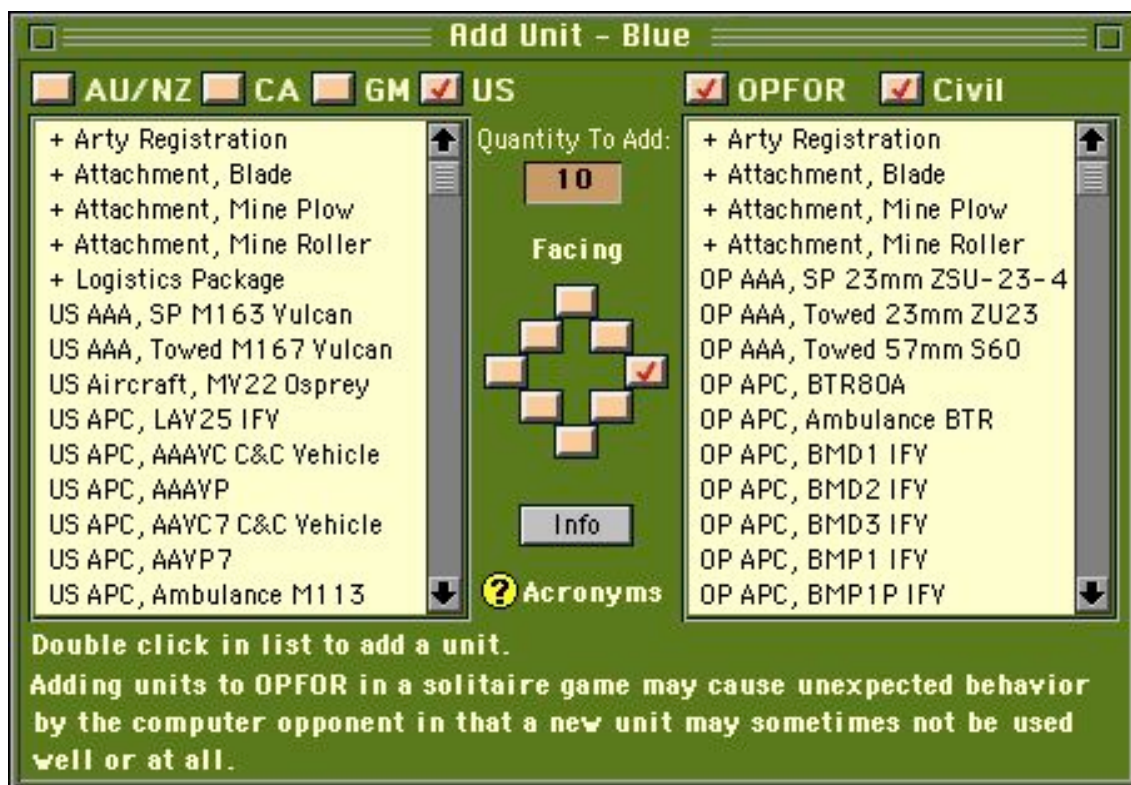 Add Unit - Blue
AU/NZ CA GM US OPFOR Civil
+ Arty Registration
+ Attachment, Blade
+ Attachment, Mine Plow
+ Attachment, Mine Roller
+ Logistics Package
US AAA, SP M163 Vulcan
US AAA, Towed M167 Vulcan
US Aircraft, MV22 Osprey
US APC, LAV25 IFV
US APC, AAAVC C&C Vehicle
US APC, AAAVP
US APC, AAVC7 C&C Vehicle
US APC, AAVP7
US APC, Ambulance M113
Quantity To Add:
10
Facing
Info
? Acronyms
+ Arty Registration
+ Attachment, Blade
+ Attachment, Mine Plow
+ Attachment, Mine Roller
OP AAA, SP 23mm ZSU-23-4
OP AAA, Towed 23mm ZU23
OP AAA, Towed 57mm S60
OP APC, BTR80A
OP APC, Ambulance BTR
OP APC, BMD1 IFV
OP APC, BMD2 IFV
OP APC, BMD3 IFV
OP APC, BMP1 IFV
OP APC, BMP1P IFV
Double click in list to add a unit.
Adding units to OPFOR in a solitaire game may cause unexpected behavior
by the computer opponent in that a new unit may sometimes not be used
well or at all.